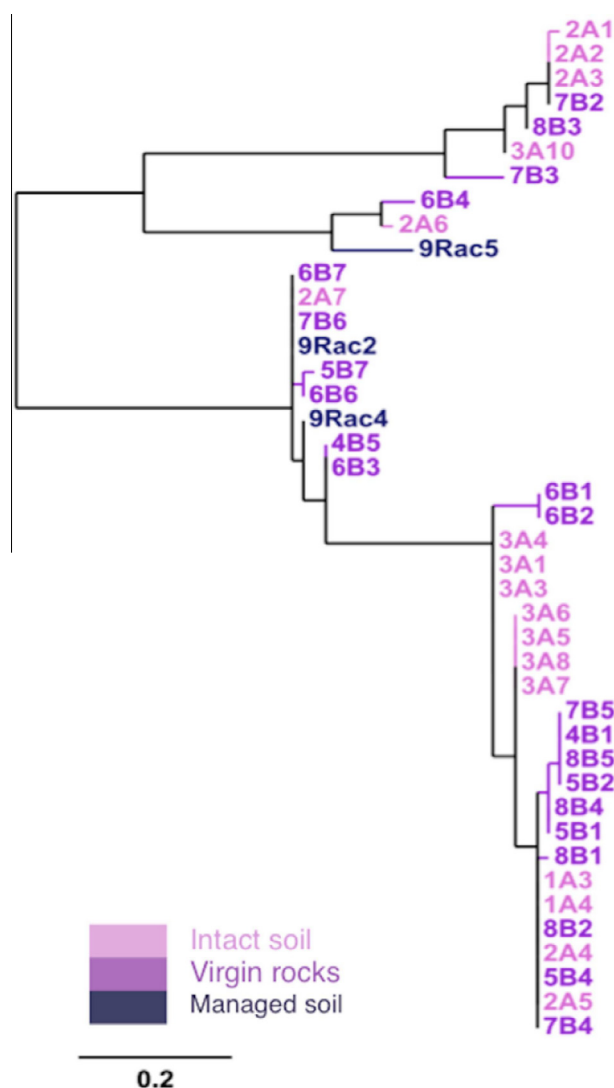 2A1
2A2
2A3
7B2
8B3
3A10
7B3
6B4
2A6
9Rac5
6B7
2A7
7B6
9Rac2
5B7
6B6
9Rac4
4B5
6B3
6B1
6B2
3A4
3A1
3A3
3A6
3A5
3A8
3A7
7B5
4B1
8B5
5B2
8B4
5B1
8B1
1A3
1A4
8B2
2A4
5B4
2A5
7B4
Intact soil
Virgin rocks
Managed soil
0.2